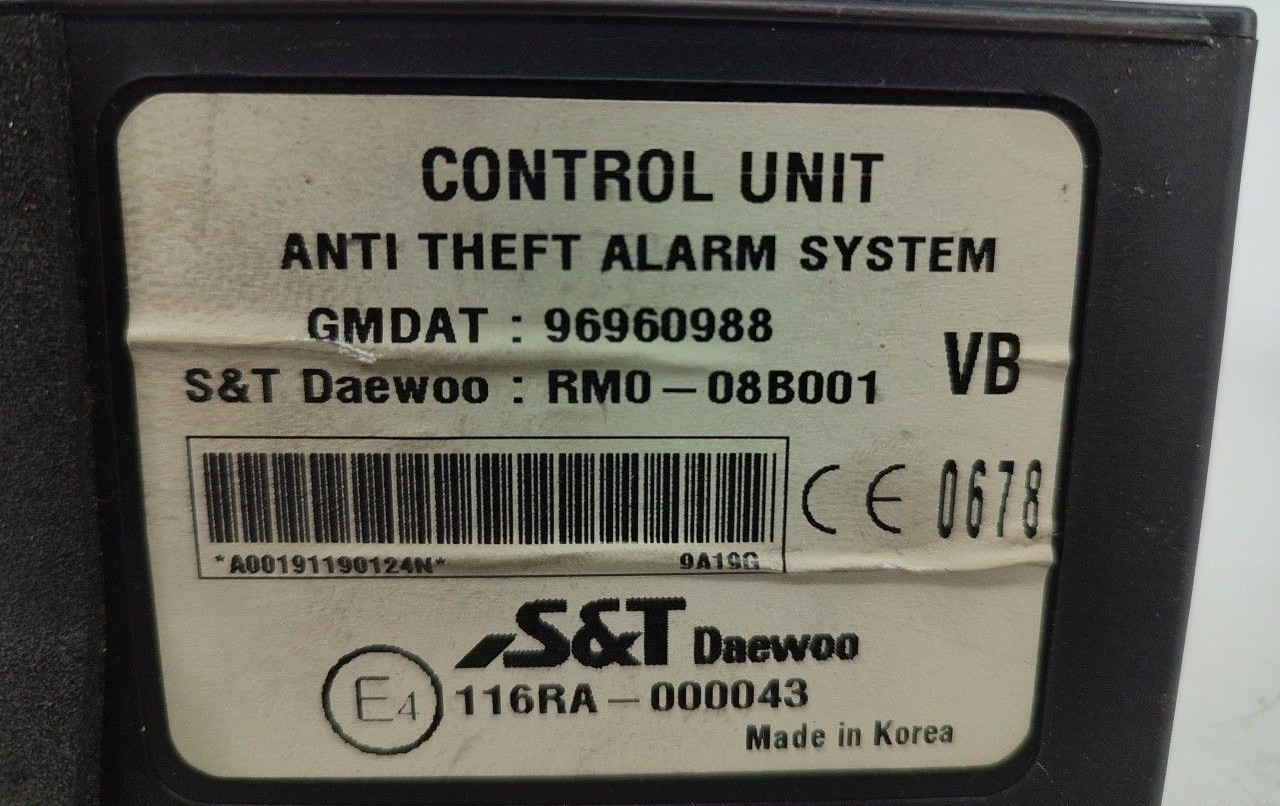 CONTROL UNIT
ANTI THEFT ALARM SYSTEM
GMDAT : 96960988
S&T Daewoo : RM0-08B001
VB
*A00191190124N* 9A19G
CE 0678
S&T Daewoo
E4 116RA-000043
Made in Korea